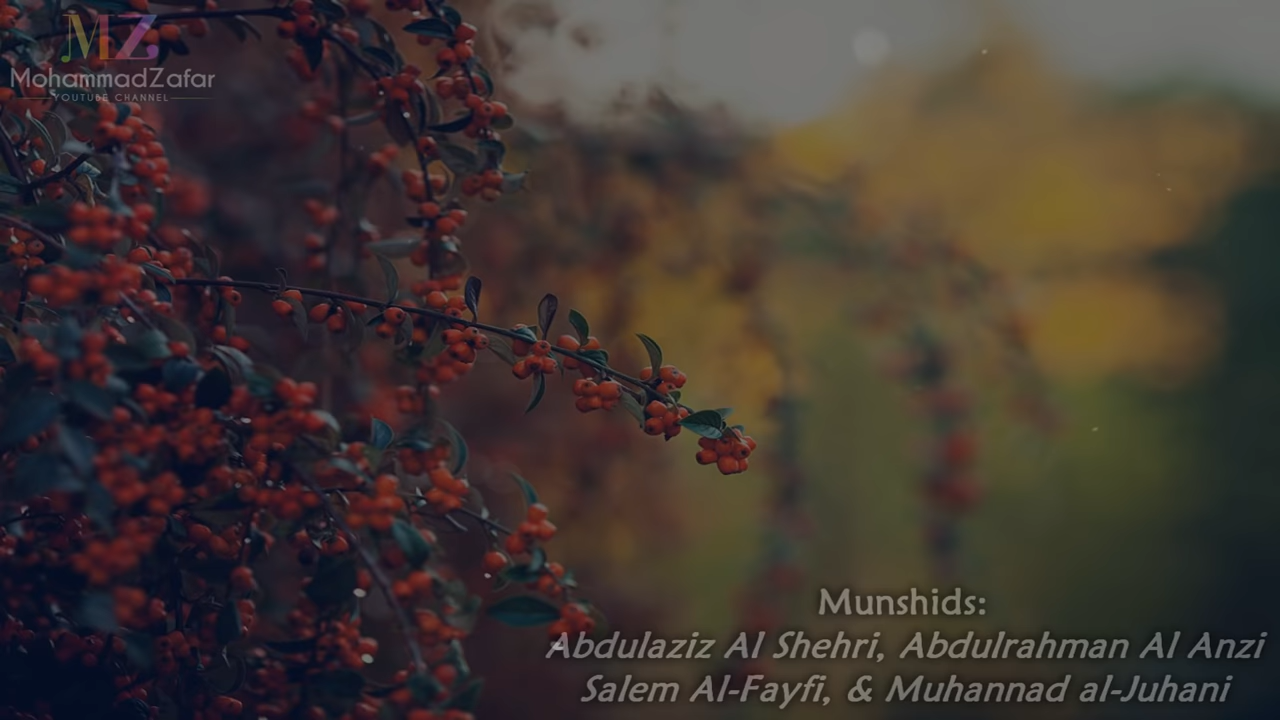 MZ
MohammadZafar
YOUTUBE CHANNEL
Munshids:
Abdulaziz Al Shehri, Abdulrahman Al Anzi
Salem Al-Fayfi, & Muhannad al-Juhani